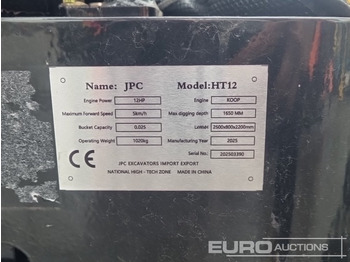 Name: JPC Model:HT12
Engine Power 12HP Engine KOOP
Maximum Forward Speed 5km/h Max digging depth 1650 MM
Bucket Capacity 0.025 LxWxH 2500x800x2200mm
Operating Weight 1020kg Manufacturing Year 2025
Serial Number: 202503390
CE
JPC EXCAVATORS IMPORT EXPORT
NATIONAL HIGH - TECH ZONE MADE IN CHINA
EURO AUCTIONS